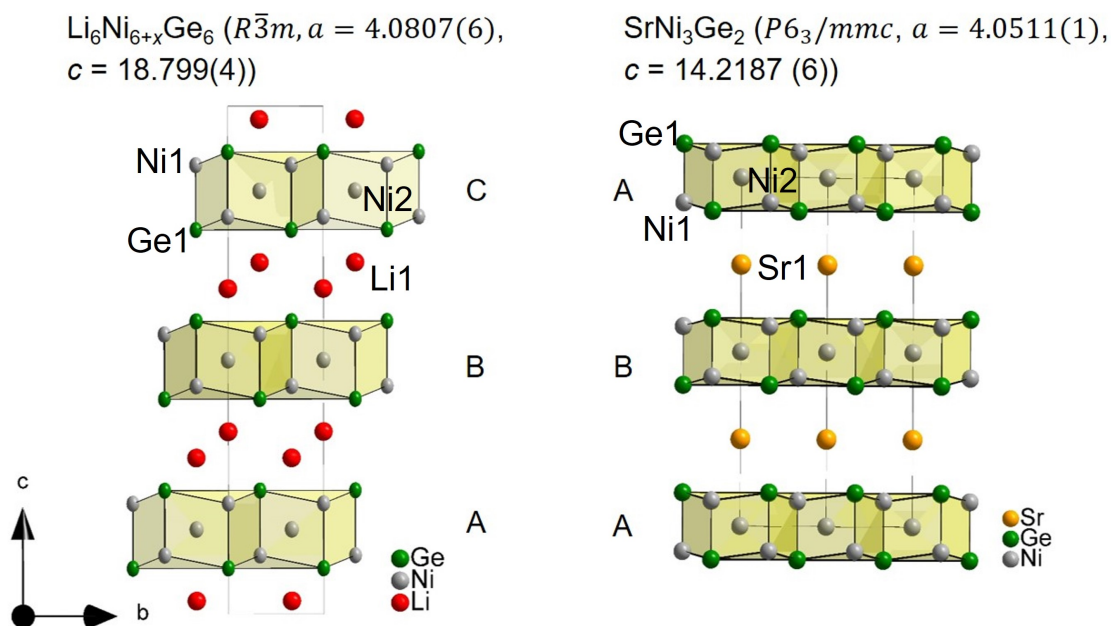 Li₆Ni₆₊ₓGe₆ (R3̄m, a = 4.0807(6),
c = 18.799(4))
SrNi₃Ge₂ (P6₃/mmc, a = 4.0511(1),
c = 14.2187 (6))
Ni1
Ni2
C
Ge1
Li1
B
A
c
b
Ge
Ni
Li
Ge1
Ni2
A
Ni1
Sr1
B
A
Sr
Ge
Ni